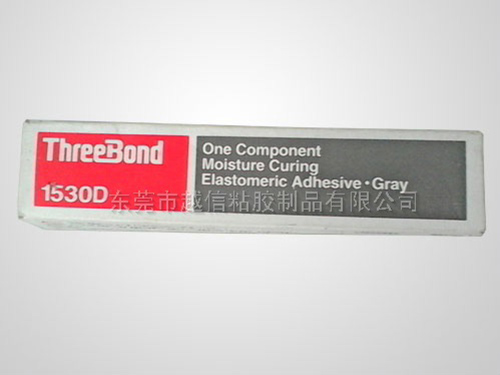 ThreeBond
1530D
One Component
Moisture Curing
Elastomeric Adhesive · Gray
东莞市越信粘胶制品有限公司